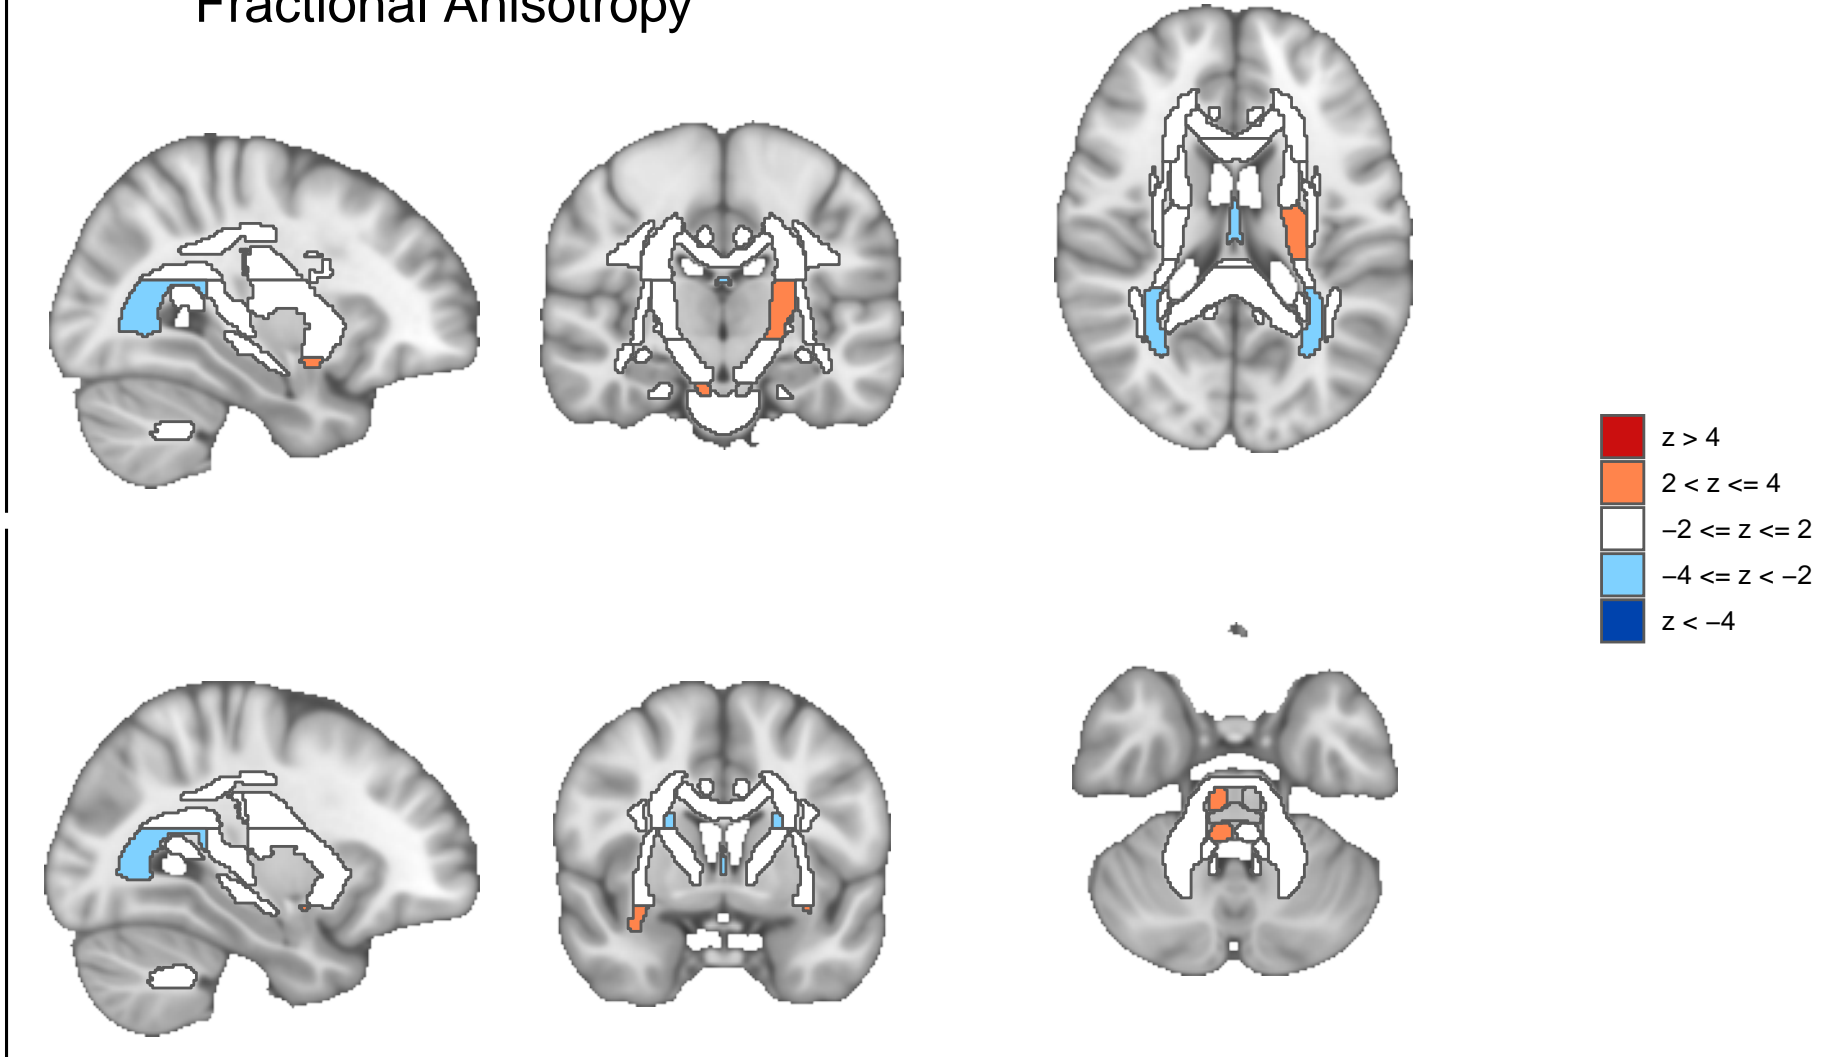 Fractional Anisotropy
z > 4
2 < z <= 4
−2 <= z <= 2
−4 <= z < −2
z < −4